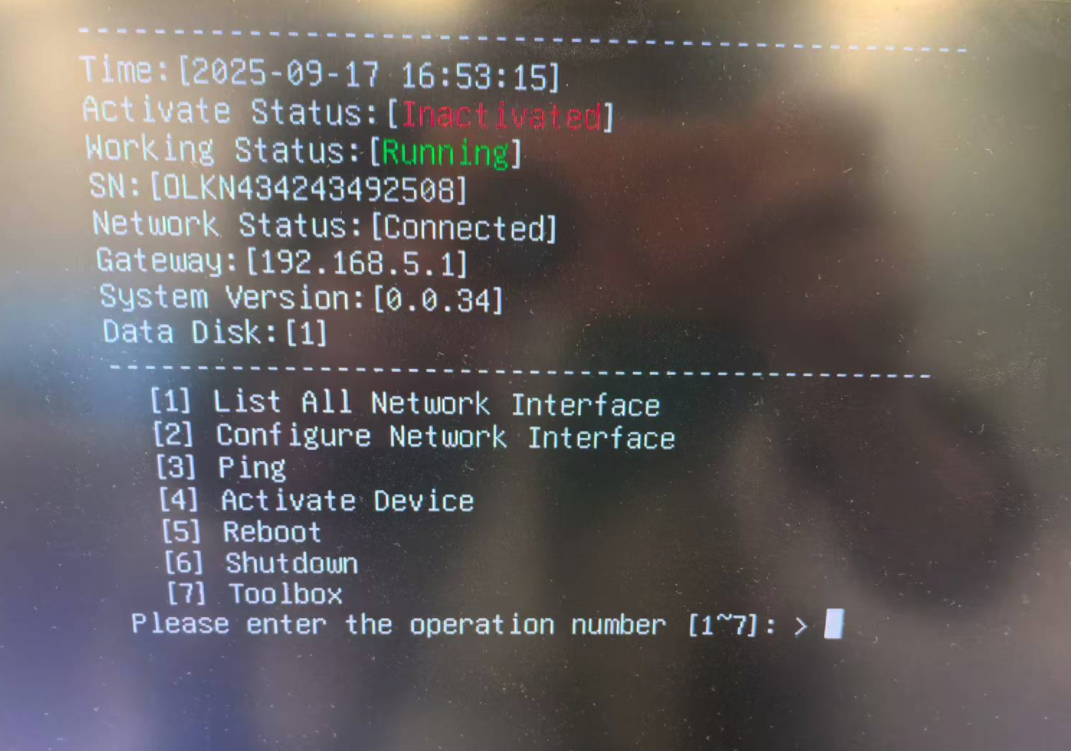 Time:[2025-09-17 16:53:15]
Activate Status:[Inactivated]
Working Status:[Running]
SN:[OLKN434243492508]
Network Status:[Connected]
Gateway:[192.168.5.1]
System Version:[0.0.34]
Data Disk:[1]
[1] List All Network Interface
[2] Configure Network Interface
[3] Ping
[4] Activate Device
[5] Reboot
[6] Shutdown
[7] Toolbox
Please enter the operation number [1~7]: >